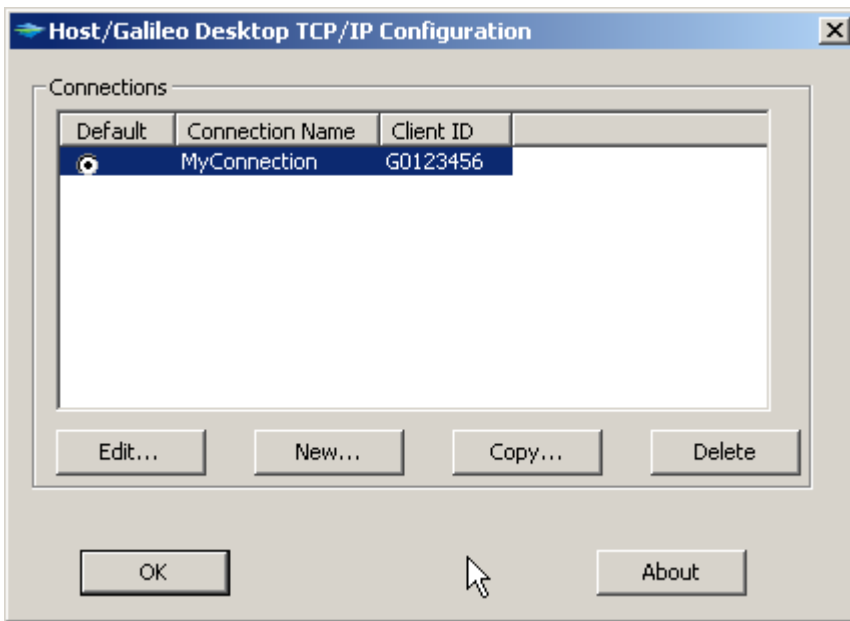 Host/Galileo Desktop TCP/IP Configuration
Connections
Default Connection Name Client ID
MyConnection G0123456
Edit... New... Copy... Delete
OK About